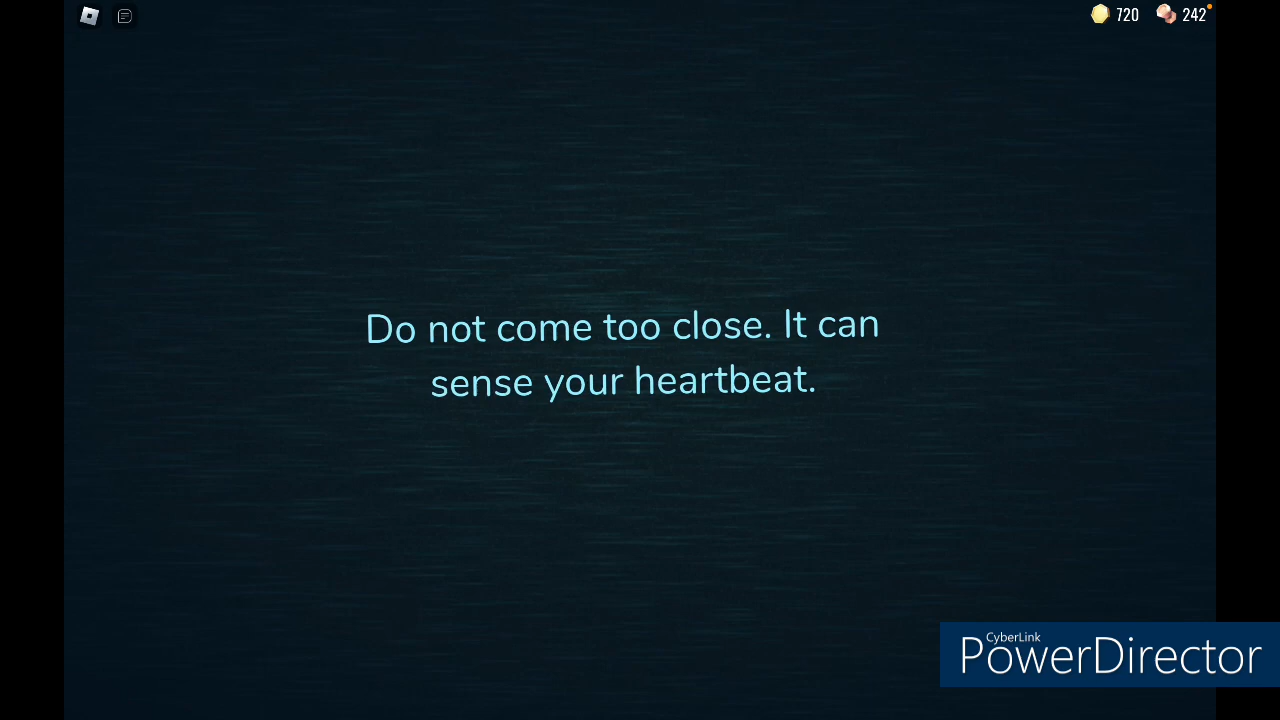 720 242
Do not come too close. It can
sense your heartbeat.
CyberLink
PowerDirector